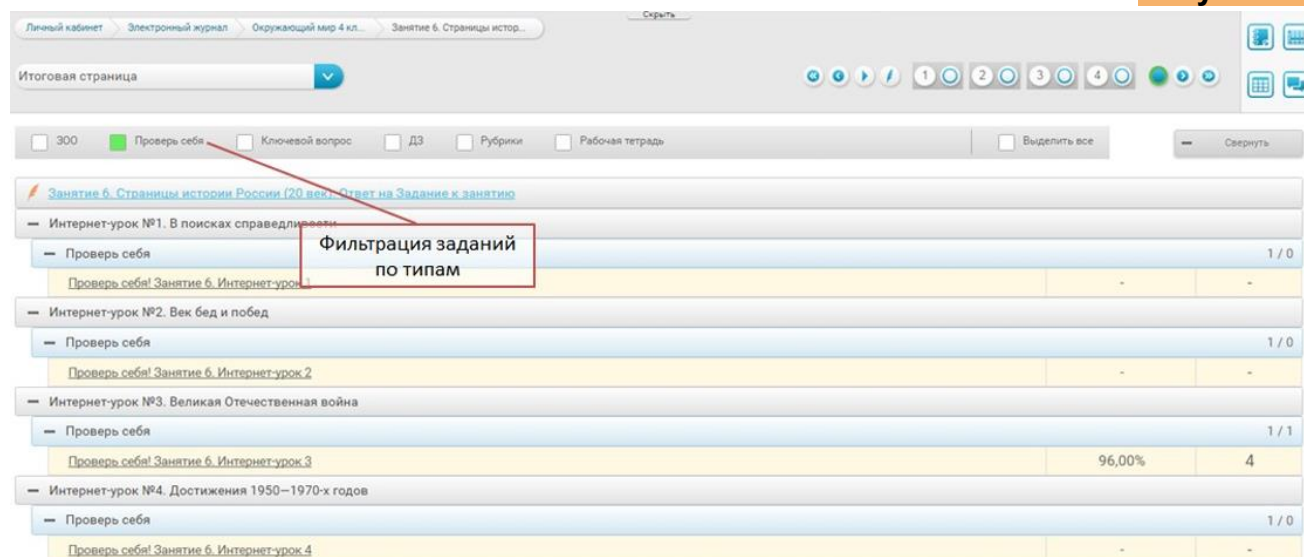 Скрыть
Личный кабинет Электронный журнал Окружающий мир 4 кл... Занятие 6. Страницы истор...
Итоговая страница
1 2 3 4
ЗОО Проверь себя Ключевой вопрос ДЗ Рубрики Рабочая тетрадь Выделить все Свернуть
Занятие 6. Страницы истории России (20 век). Ответ на Задание к занятию
Интернет-урок №1. В поисках справедливости
Фильтрация заданий
по типам
Проверь себя 1 / 0
Проверь себя! Занятие 6. Интернет-урок 1 - -
Интернет-урок №2. Век бед и побед
Проверь себя 1 / 0
Проверь себя! Занятие 6. Интернет-урок 2 - -
Интернет-урок №3. Великая Отечественная война
Проверь себя 1 / 1
Проверь себя! Занятие 6. Интернет-урок 3 96,00% 4
Интернет-урок №4. Достижения 1950—1970-х годов
Проверь себя 1 / 0
Проверь себя! Занятие 6. Интернет-урок 4 - -